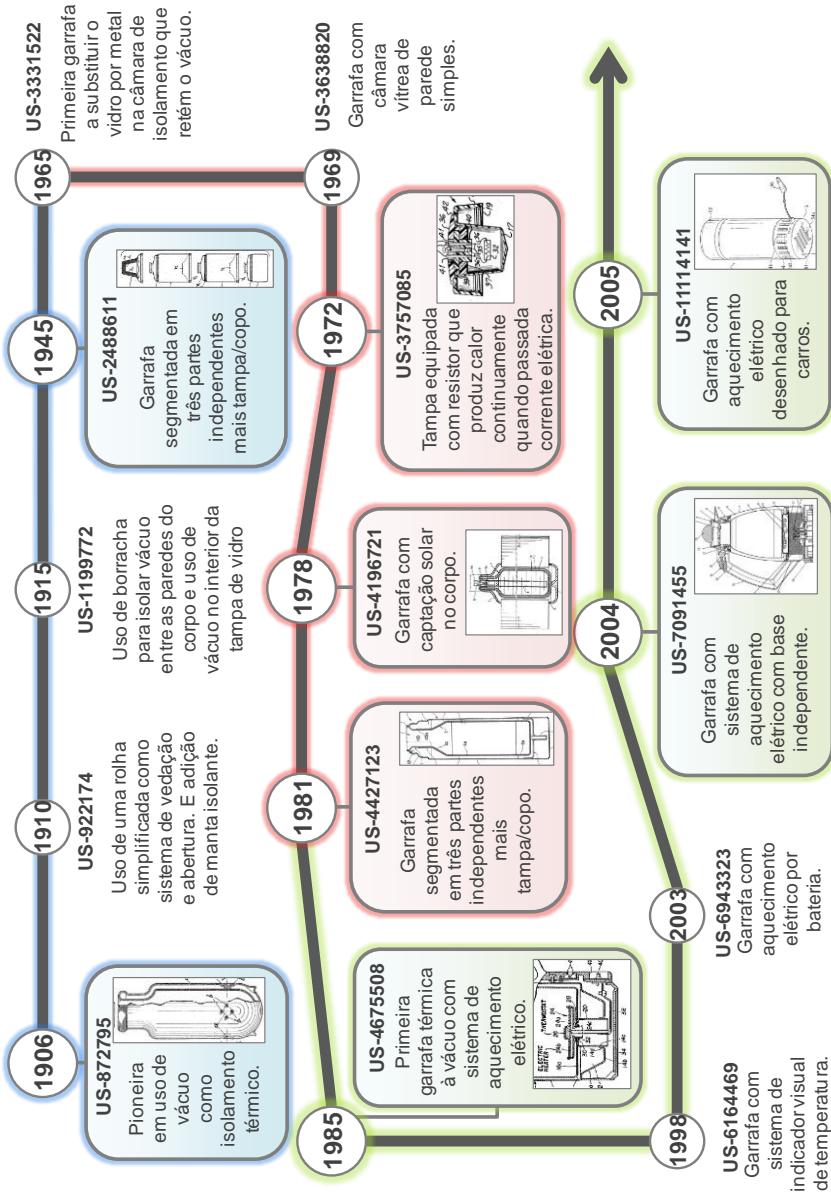 1906
US-872795
Pioneira
em uso de
vácuo
como
isolamento
térmico.
1910
US-922174
Uso de uma rolha
simplificada como
sistema de vedação
e abertura. E adição
de manta isolante.
1915
US-1199772
Uso de borracha
para isolar vácuo
entre as paredes do
corpo e uso de
vácuo no interior da
tampa de vidro
1945
US-2488611
Garrafa
segmentada em
três partes
independentes
mais tampa/copo.
1965
US-3331522
Primeira garrafa
a substituir o
vidro por metal
na câmara de
isolamento que
retém o vácuo.
1969
US-3638820
Garrafa com
câmara
vítrea de
parede
simples.
1972
US-3757085
Tampa equipada
com resistor que
produz calor
continuamente
quando passada
corrente elétrica.
1978
US-4196721
Garrafa com
captação solar
no corpo.
1981
US-4427123
Garrafa
segmentada
em três partes
independentes
mais
tampa/copo.
1985
US-4675508
Primeira
garrafa térmica
à vácuo com
sistema de
aquecimento
elétrico.
ELECTRIC
HEATER
THERMOSTAT
1998
US-6164469
Garrafa com
sistema de
indicador visual
de temperatura.
2003
US-6943323
Garrafa com
aquecimento
elétrico por
bateria.
2004
US-7091455
Garrafa com
sistema de
aquecimento
elétrico com base
independente.
2005
US-11114141
Garrafa com
aquecimento
elétrico
desenhado para
carros.